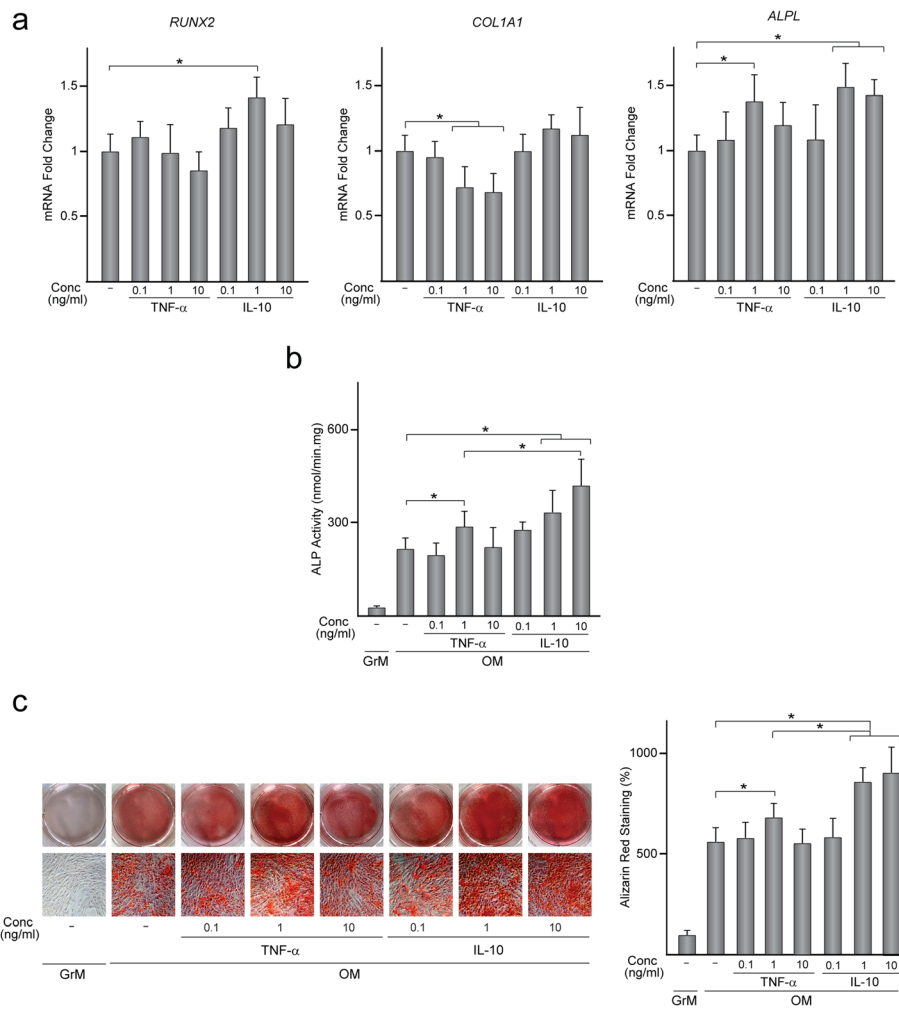 a
RUNX2 COL1A1 ALPL
* * * *
mRNA Fold Change mRNA Fold Change mRNA Fold Change
1.5 1.5 1.5
1 1 1
0.5 0.5 0.5
Conc (ng/ml) – 0.1 1 10 0.1 1 10 Conc (ng/ml) – 0.1 1 10 0.1 1 10 Conc (ng/ml) – 0.1 1 10 0.1 1 10
TNF-α IL-10 TNF-α IL-10 TNF-α IL-10
b
ALP Activity (nmol/min.mg)
600
* * *
300
Conc (ng/ml) – – 0.1 1 10 0.1 1 10
TNF-α IL-10
GrM OM
c
Conc (ng/ml) – – 0.1 1 10 0.1 1 10
TNF-α IL-10
GrM OM
Alizarin Red Staining (%)
* * *
1000
500
Conc (ng/ml) – – 0.1 1 10 0.1 1 10
TNF-α IL-10
GrM OM